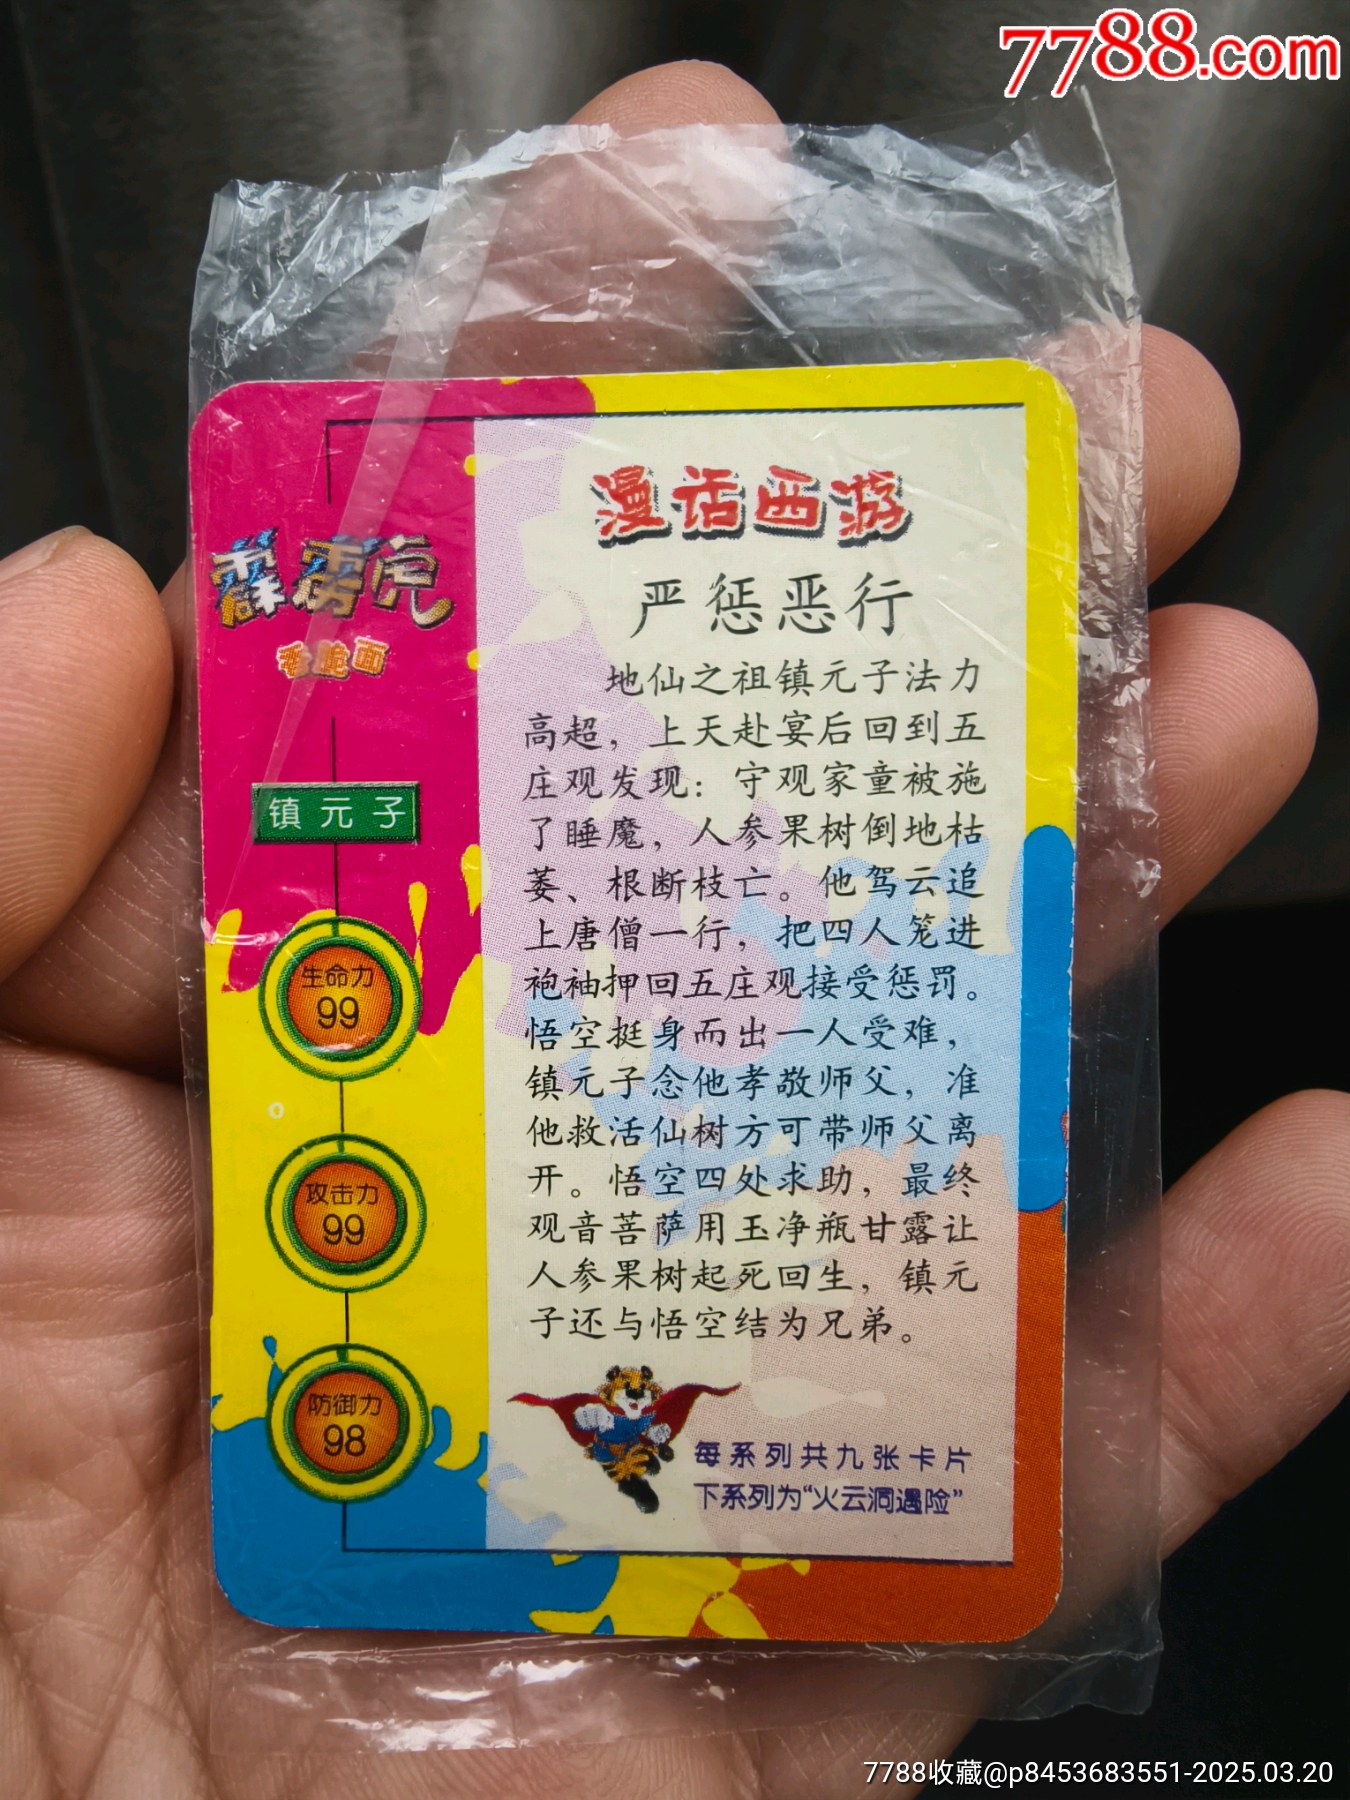 7788.com
漫话西游
霹雳虎
香脆面
镇元子
生命力
99
攻击力
99
防御力
98
严惩恶行
地仙之祖镇元子法力
高超，上天赴宴后回到五
庄观发现：守观家童被施
了睡魔，人参果树倒地枯
萎、根断枝亡。他驾云追
上唐僧一行，把四人笼进
袍袖押回五庄观接受惩罚。
悟空挺身而出一人受难，
镇元子念他孝敬师父，准
他救活仙树方可带师父离
开。悟空四处求助，最终
观音菩萨用玉净瓶甘露让
人参果树起死回生，镇元
子还与悟空结为兄弟。
每系列共九张卡片
下系列为“火云洞遇险”
7788收藏@p8453683551-2025.03.20